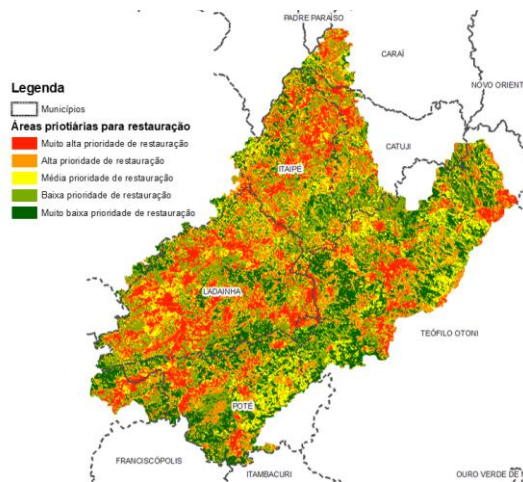 PADRE PARAÍSO
CARAÍ
NOVO ORIENT
Legenda
Municípios
Áreas priotiárias para restauração
Muito alta prioridade de restauração
Alta prioridade de restauração
Média prioridade de restauração
Baixa prioridade de restauração
Muito baixa prioridade de restauração
CATUJI
ITAIPÉ
LADAINHA
TEÓFILO OTONI
POTÉ
FRANCISCÓPOLIS
ITAMBACURI
OURO VERDE DE M